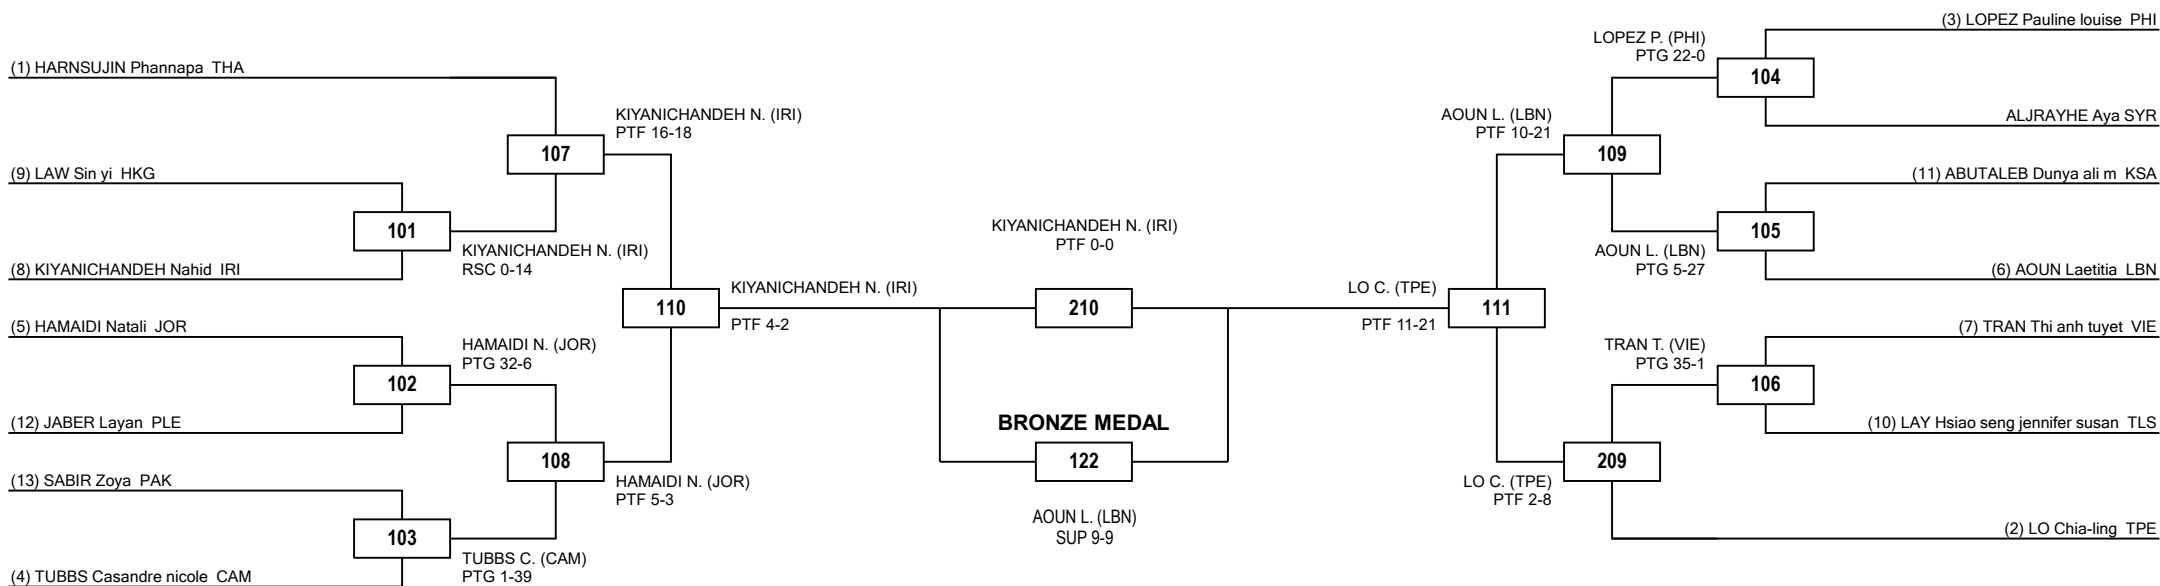 (1) HARNSUJIN Phannapa THA
(9) LAW Sin yi HKG
(8) KIYANICHANDEH Nahid IRI
(5) HAMAIDI Natali JOR
(12) JABER Layan PLE
(13) SABIR Zoya PAK
(4) TUBBS Casandre nicole CAM
101
KIYANICHANDEH N. (IRI)
RSC 0-14
102
HAMAIDI N. (JOR)
PTG 32-6
103
TUBBS C. (CAM)
PTG 1-39
107
KIYANICHANDEH N. (IRI)
PTF 16-18
108
HAMAIDI N. (JOR)
PTF 5-3
110
KIYANICHANDEH N. (IRI)
PTF 4-2
KIYANICHANDEH N. (IRI)
PTF 0-0
210
BRONZE MEDAL
122
AOUN L. (LBN)
SUP 9-9
LO C. (TPE)
PTF 11-21
111
AOUN L. (LBN)
PTF 10-21
109
LO C. (TPE)
PTF 2-8
209
LOPEZ P. (PHI)
PTG 22-0
104
AOUN L. (LBN)
PTG 5-27
105
TRAN T. (VIE)
PTG 35-1
106
(3) LOPEZ Pauline louise PHI
ALJRAYHE Aya SYR
(11) ABUTALEB Dunya ali m KSA
(6) AOUN Laetitia LBN
(7) TRAN Thi anh tuyet VIE
(10) LAY Hsiao seng jennifer susan TLS
(2) LO Chia-ling TPE